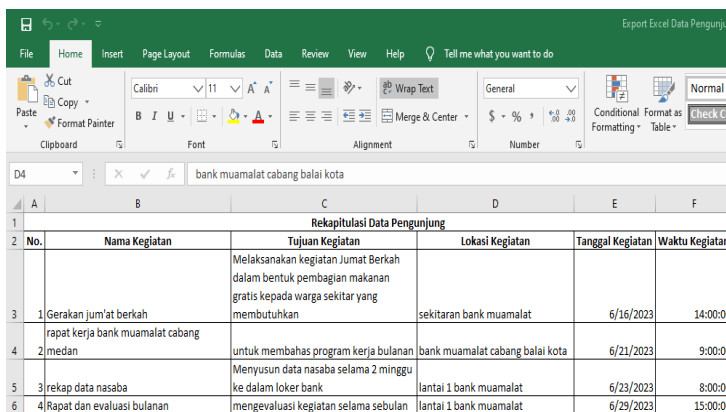 Export Excel Data Pengunju
File Home Insert Page Layout Formulas Data Review View Help Tell me what you want to do
Paste
Cut
Copy
Format Painter
Clipboard
Calibri 11 A A
B I U A
Font
Wrap Text
Merge & Center
Alignment
General
$ % , .00
Number
Conditional Formatting
Format as Table
Normal
Check C
D4 fx bank muamalat cabang balai kota
A B C D E F
1 Rekapitulasi Data Pengunjung
2 No. Nama Kegiatan Tujuan Kegiatan Lokasi Kegiatan Tanggal Kegiatan Waktu Kegiatan
Melaksanakan kegiatan Jumat Berkah
dalam bentuk pembagian makanan
gratis kepada warga sekitar yang
3 1 Gerakan jum'at berkah membutuhkan sekitaran bank muamalat 6/16/2023 14:00:0
rapat kerja bank muamalat cabang
4 2 medan untuk membahas program kerja bulanan bank muamalat cabang balai kota 6/21/2023 9:00:0
Menyusun data nasaba selama 2 minggu
5 3 rekap data nasaba ke dalam loker bank lantai 1 bank muamalat 6/23/2023 8:00:0
6 4 Rapat dan evaluasi bulanan mengevaluasi kegiatan selama sebulan lantai 1 bank muamalat 6/29/2023 15:00:0